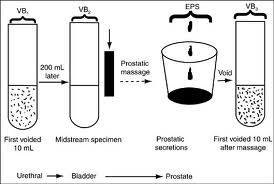 VB1
VB2
EPS
VB3
200 mL
later
Prostatic
massage
Void
First voided
10 mL
Midstream specimen
Prostatic
secretions
First voided 10 mL
after massage
Urethral
Bladder
Prostate